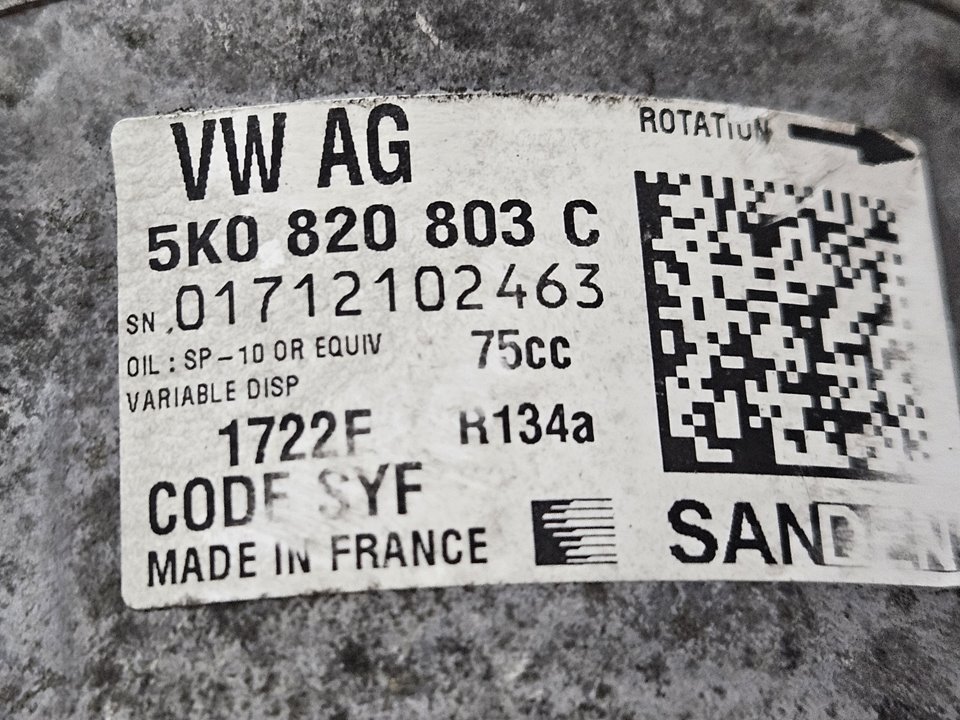 VW AG
ROTATION
5K0 820 803 C
SN. 01712102463
OIL : SP-10 OR EQUIV 75cc
VARIABLE DISP
1722F R134a
CODE SYF
MADE IN FRANCE
SANDEN